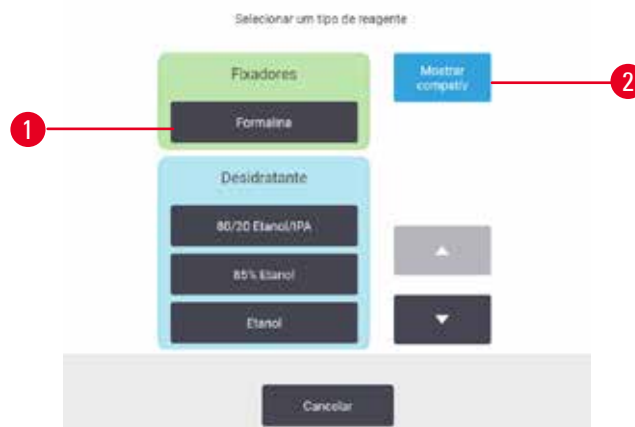 Selecionar um tipo de reagente
Fixadores
Mostrar
compatív
2
1
Formalina
Desidratante
80/20 Etanol/IPA
85% Etanol
Etanol
Cancelar